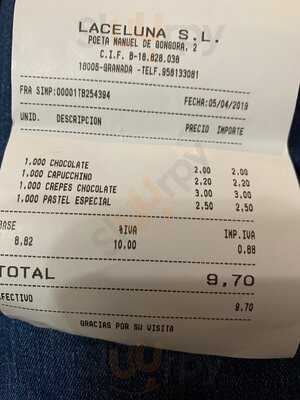 LACELUNA S.L.
POETA MANUEL DE GONGORA, 2
C.I.F. B-18.828.038
18006-GRANADA -TELF.958133081
FRA SIMP:00001TB254394 FECHA:05/04/2019
UNID. DESCRIPCION PRECIO IMPORTE
1,000 CHOCOLATE 2.00 2.00
1,000 CAPUCCHINO 2.20 2.20
1,000 CREPES CHOCOLATE 3.00 3.00
1,000 PASTEL ESPECIAL 2.50 2.50
BASE %IVA IMP.IVA
8.82 10.00 0.88
TOTAL 9,70
EFECTIVO 9.70
GRACIAS POR SU VISITA